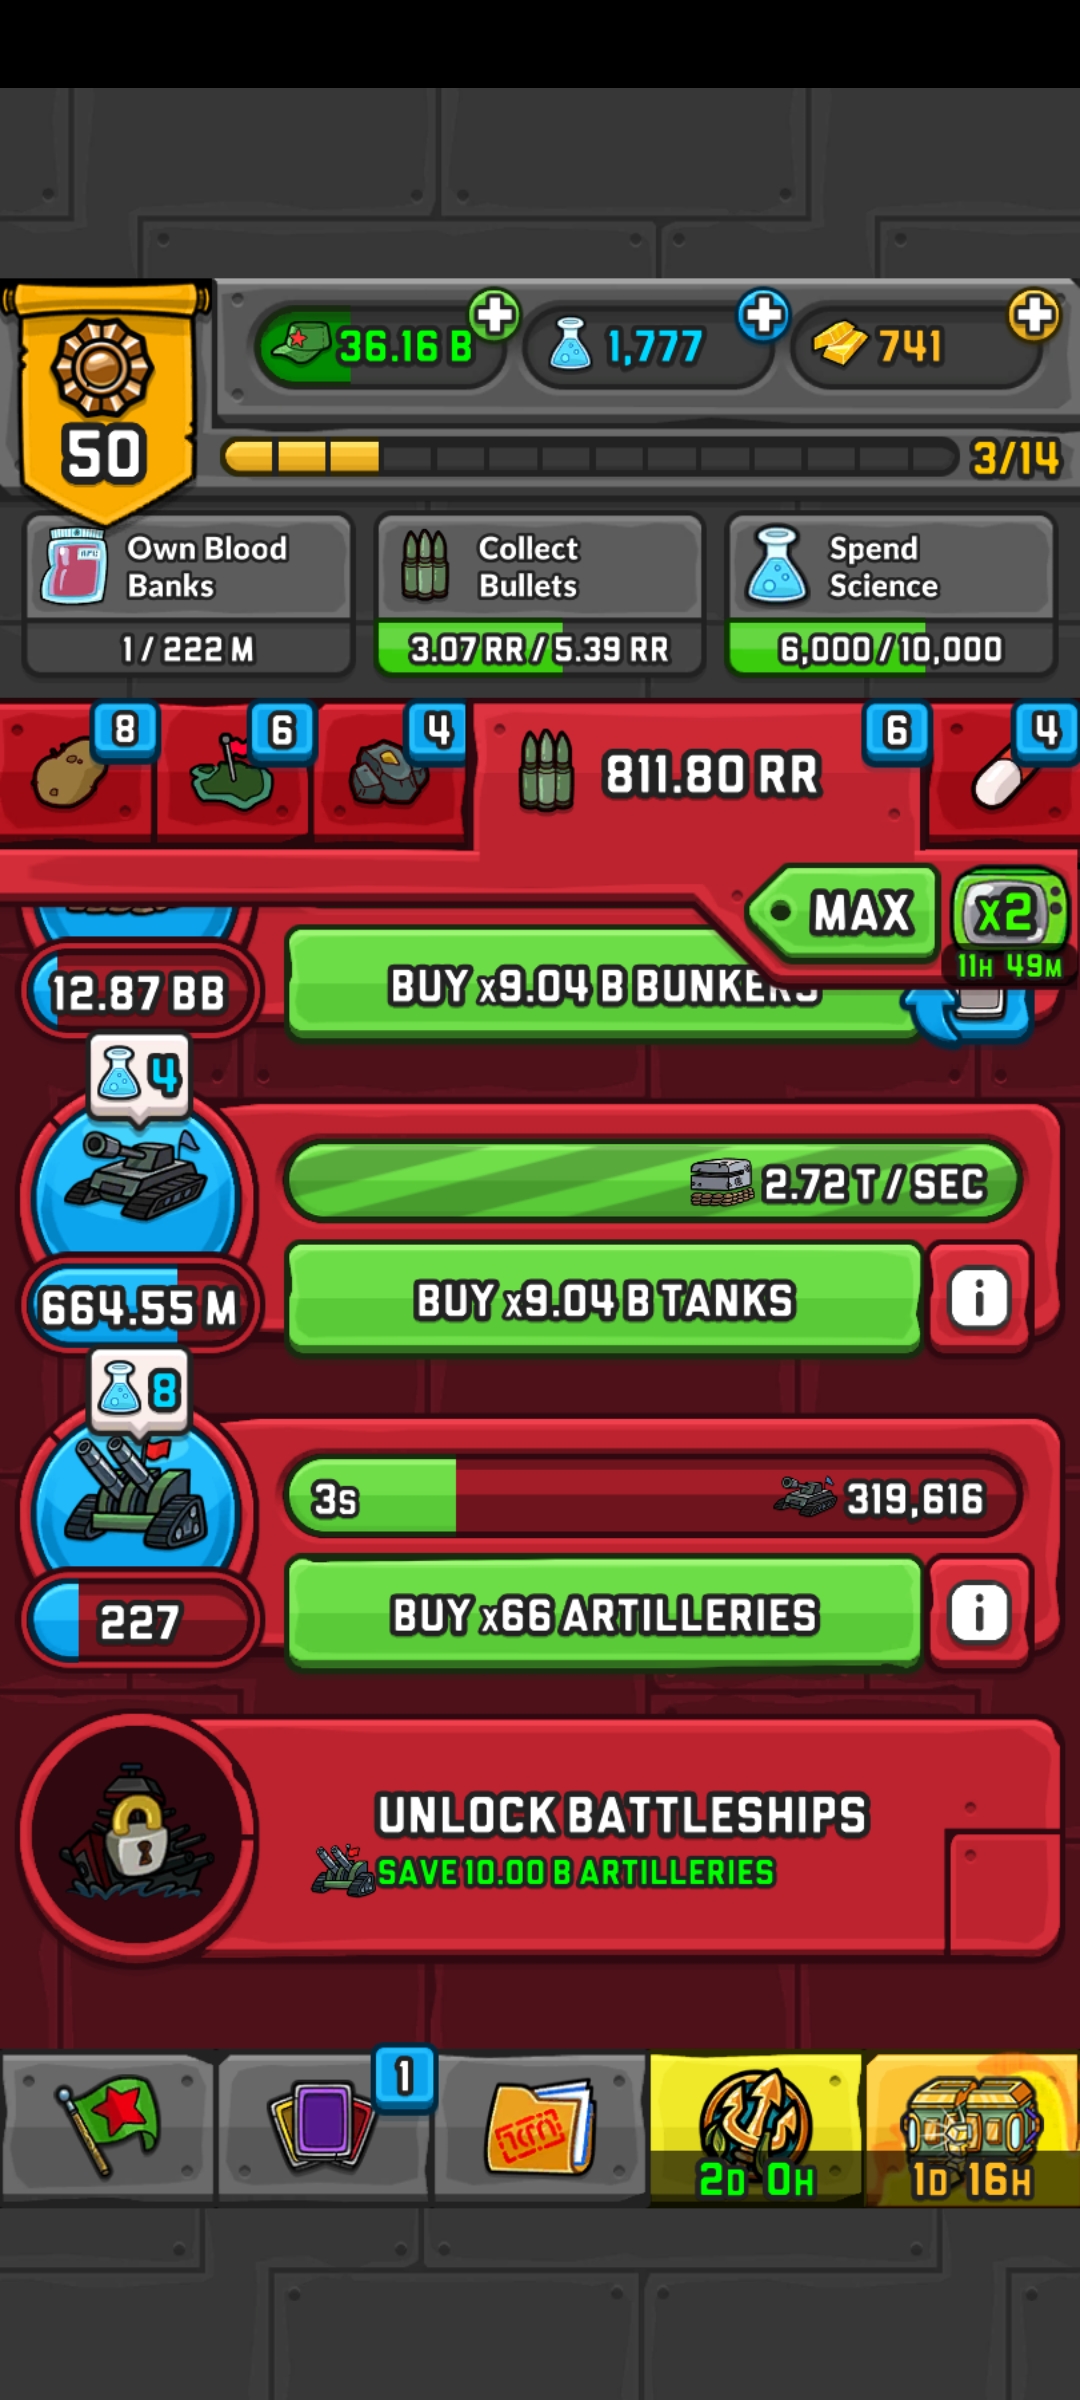 50
36.16 B
1,777
741
3/14
Own Blood
Banks
1 / 222 M
Collect
Bullets
3.07 RR / 5.39 RR
Spend
Science
6,000 / 10,000
8
6
4
811.80 RR
6
4
MAX
x2
11H 49M
12.87 BB
BUY x9.04 B BUNKERS
4
2.72 T / SEC
664.55 M
BUY x9.04 B TANKS
i
8
3s
319,616
227
BUY x66 ARTILLERIES
i
UNLOCK BATTLESHIPS
SAVE 10.00 B ARTILLERIES
1
2D 0H
1D 16H